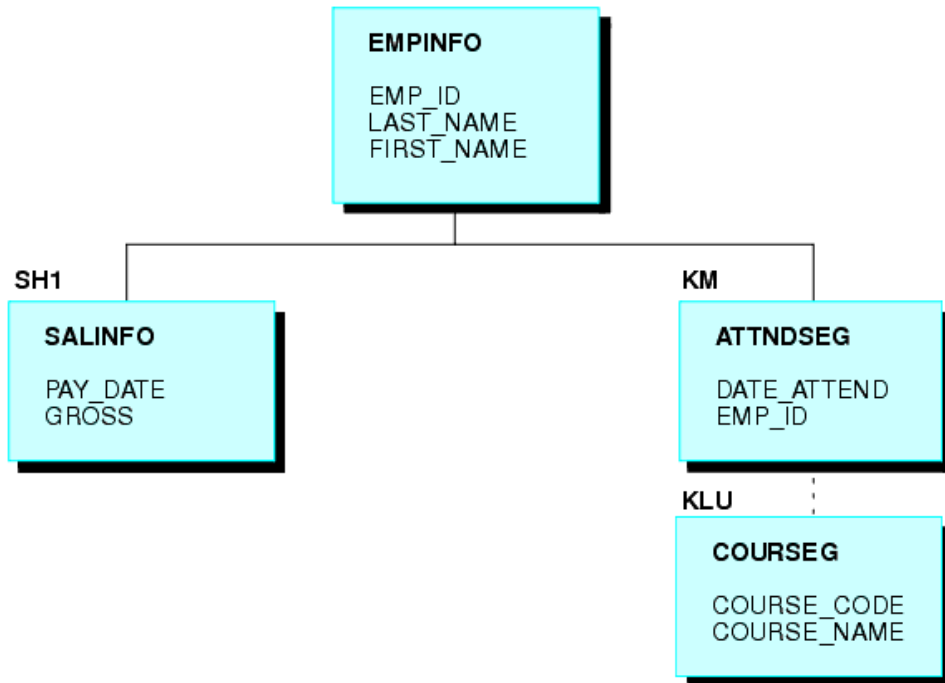 EMPINFO
EMP_ID
LAST_NAME
FIRST_NAME
SH1
SALINFO
PAY_DATE
GROSS
KM
ATTNDSEG
DATE_ATTEND
EMP_ID
KLU
COURSEG
COURSE_CODE
COURSE_NAME